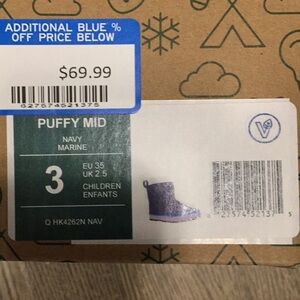 ADDITIONAL BLUE %
OFF PRICE BELOW
$69.99
627574521375
PUFFY MID
NAVY
MARINE
3
EU 35
UK 2.5
CHILDREN
ENFANTS
Q HK4262N NAV